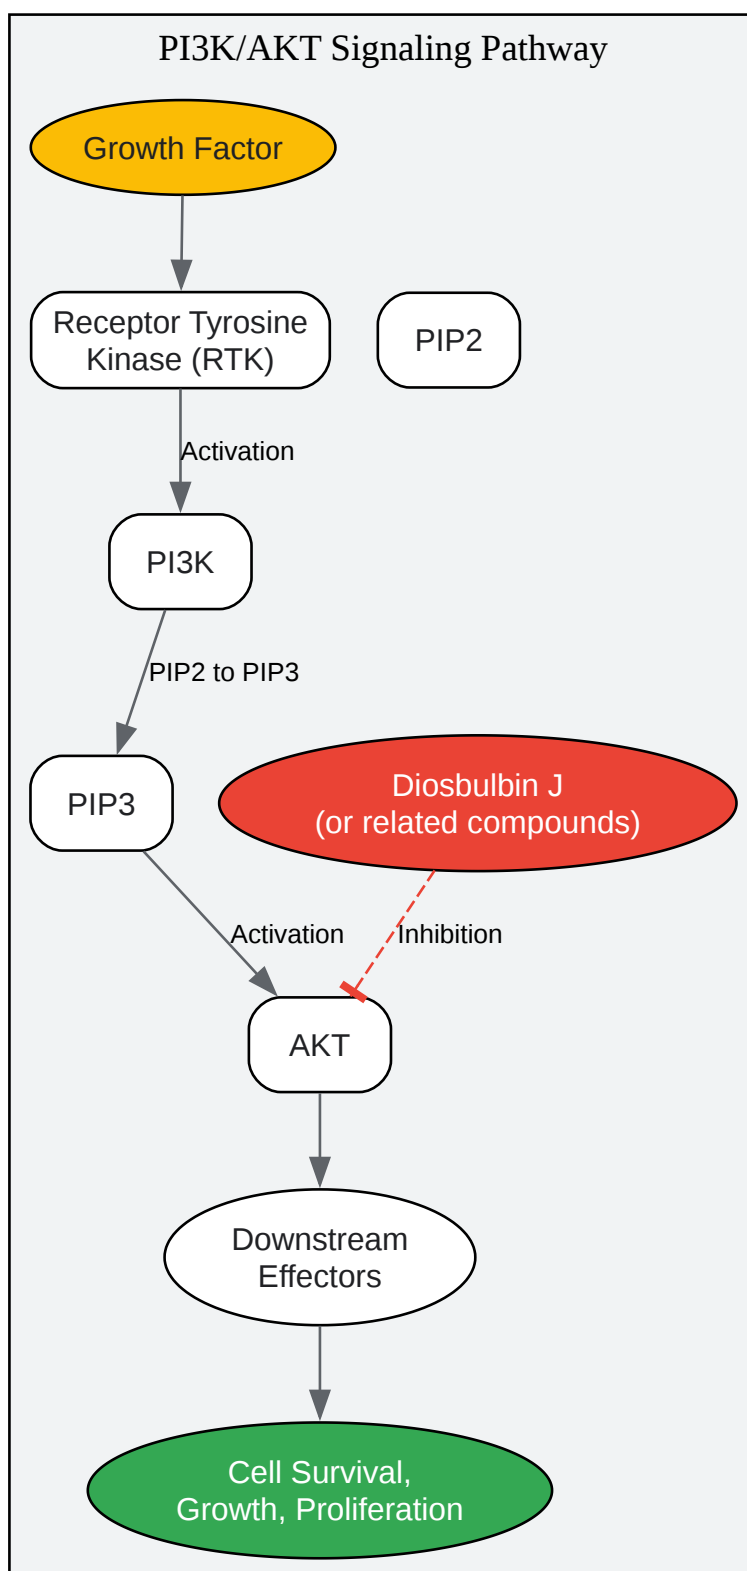 PI3K/AKT Signaling Pathway
Growth Factor
Receptor Tyrosine
Kinase (RTK)
PIP2
Activation
PI3K
PIP2 to PIP3
PIP3
Diosbulbin J
(or related compounds)
Activation
Inhibition
AKT
Downstream
Effectors
Cell Survival,
Growth, Proliferation